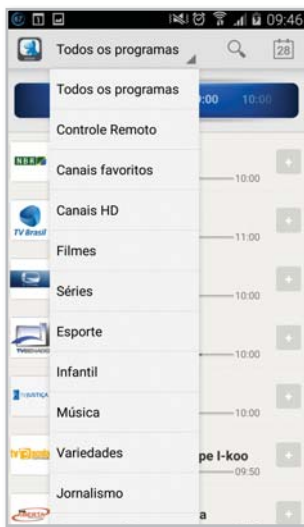 09:46
Todos os programas
28
Todos os programas
:00 10:00
Controle Remoto
NBR
Canais favoritos
10:00
Canais HD
TV Brasil
11:00
Filmes
Séries
10:00
Esporte
10:00
Infantil
Música
10:00
Variedades
pe I-koo
09:50
Jornalismo
a